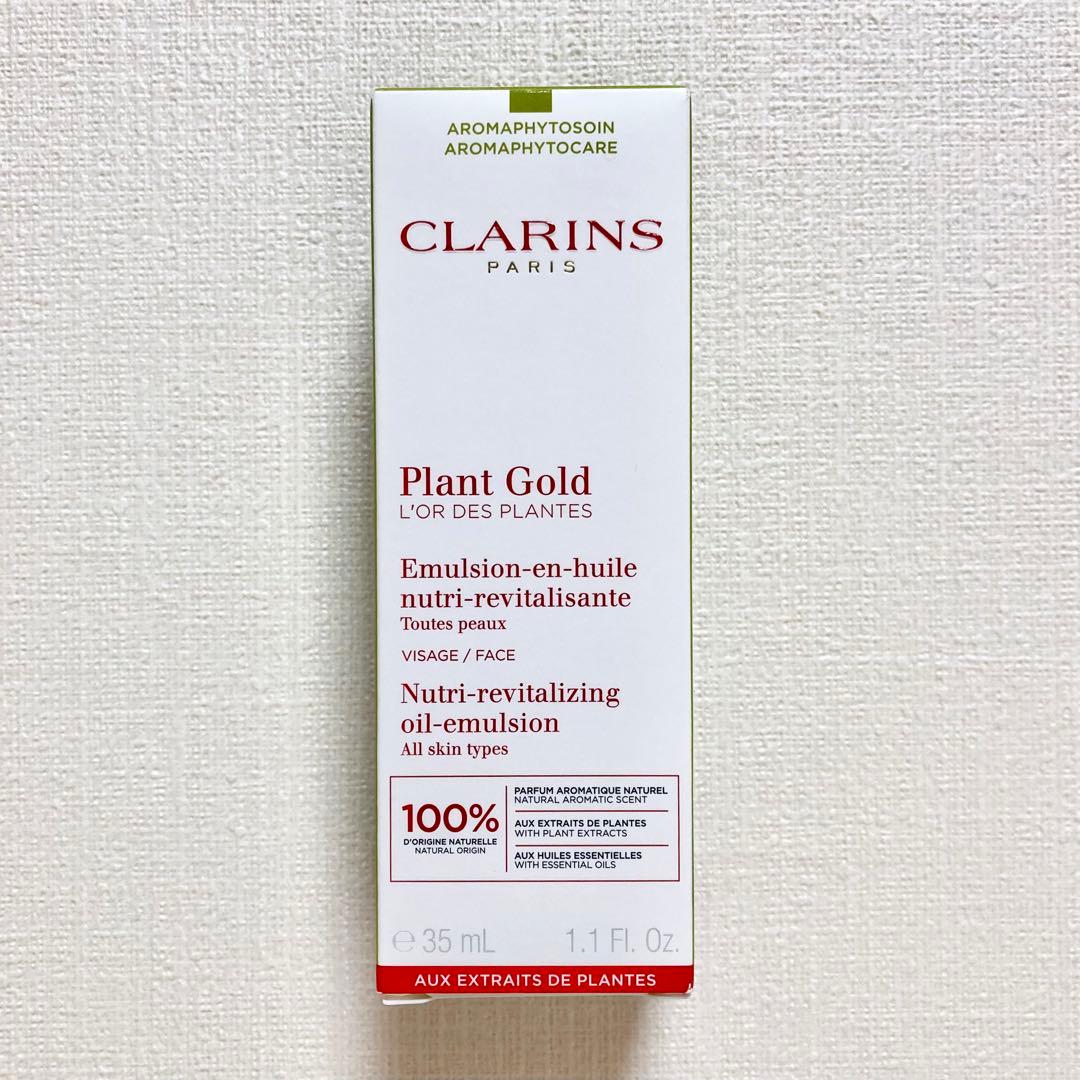 AROMAPHYTOSOIN
AROMAPHYTOCARE
CLARINS
PARIS
Plant Gold
L'OR DES PLANTES
Emulsion-en-huile
nutri-revitalisante
Toutes peaux
VISAGE / FACE
Nutri-revitalizing
oil-emulsion
All skin types
100%
D'ORIGINE NATURELLE
NATURAL ORIGIN
PARFUM AROMATIQUE NATUREL
NATURAL AROMATIC SCENT
AUX EXTRAITS DE PLANTES
WITH PLANT EXTRACTS
AUX HUILES ESSENTIELLES
WITH ESSENTIAL OILS
℮ 35 mL 1.1 Fl. Oz.
AUX EXTRAITS DE PLANTES